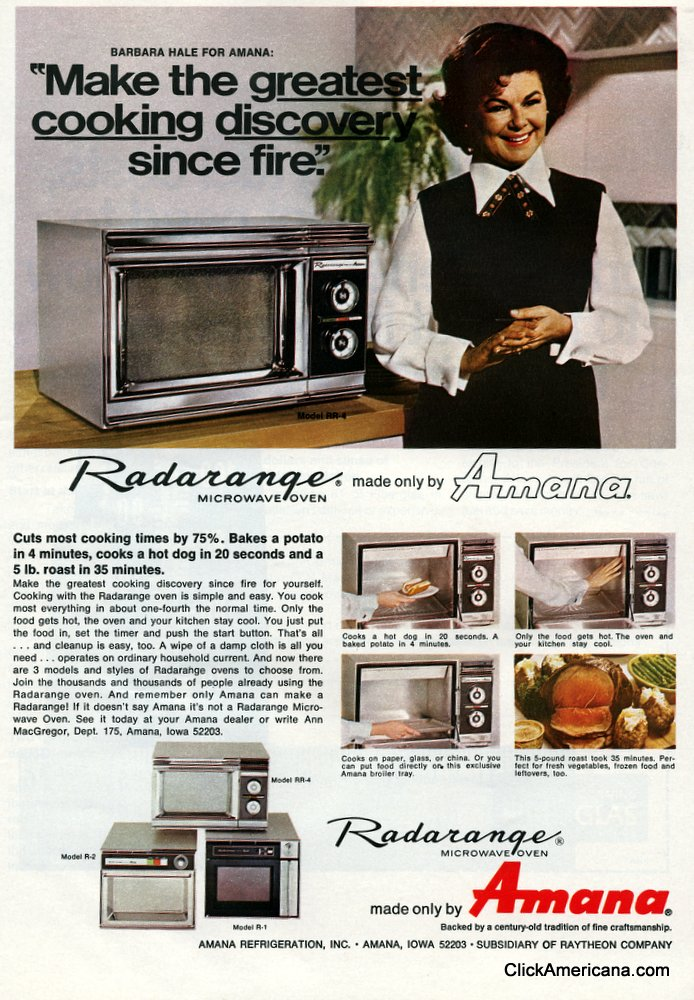 BARBARA HALE FOR AMANA:
“Make the greatest
cooking discovery
since fire.”
Radarange Amana
Model RR-4
Radarange® made only by Amana®
MICROWAVE OVEN
Cuts most cooking times by 75%. Bakes a potato
in 4 minutes, cooks a hot dog in 20 seconds and a
5 lb. roast in 35 minutes.
Make the greatest cooking discovery since fire for yourself.
Cooking with the Radarange oven is simple and easy. You cook
most everything in about one-fourth the normal time. Only the
food gets hot, the oven and your kitchen stay cool. You just put
the food in, set the timer and push the start button. That's all
. . . and cleanup is easy, too. A wipe of a damp cloth is all you
need . . . operates on ordinary household current. And now there
are 3 models and styles of Radarange ovens to choose from.
Join the thousands and thousands of people already using the
Radarange oven. And remember only Amana can make a
Radarange! If it doesn't say Amana it's not a Radarange Micro-
wave Oven. See it today at your Amana dealer or write Ann
MacGregor, Dept. 175, Amana, Iowa 52203.
Cooks a hot dog in 20 seconds. A
baked potato in 4 minutes.
Only the food gets hot. The oven and
your kitchen stay cool.
Cooks on paper, glass, or china. Or you
can put food directly on this exclusive
Amana broiler tray.
This 5-pound roast took 35 minutes. Per-
fect for fresh vegetables, frozen food and
leftovers, too.
Model RR-4
Model R-2
Model R-1
Radarange®
MICROWAVE OVEN
made only by Amana®
Backed by a century-old tradition of fine craftsmanship.
AMANA REFRIGERATION, INC. • AMANA, IOWA 52203 • SUBSIDIARY OF RAYTHEON COMPANY
ClickAmericana.com